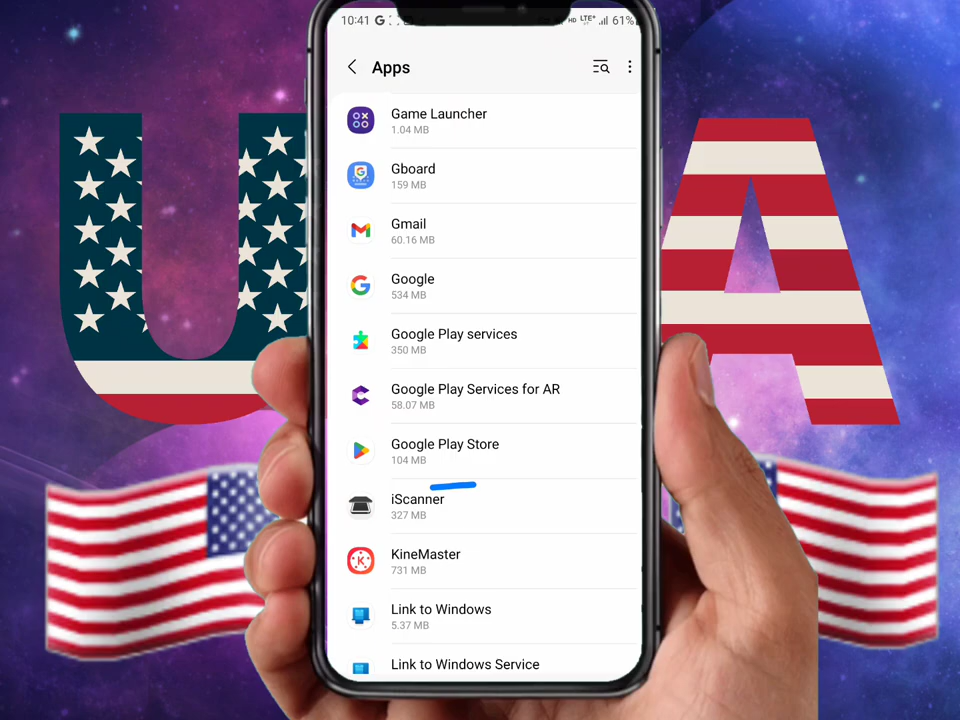 10:41 G HD LTE+ 61%
Apps
Game Launcher
1.04 MB
Gboard
159 MB
Gmail
60.16 MB
Google
534 MB
Google Play services
350 MB
Google Play Services for AR
58.07 MB
Google Play Store
104 MB
iScanner
327 MB
KineMaster
731 MB
Link to Windows
5.37 MB
Link to Windows Service
U A